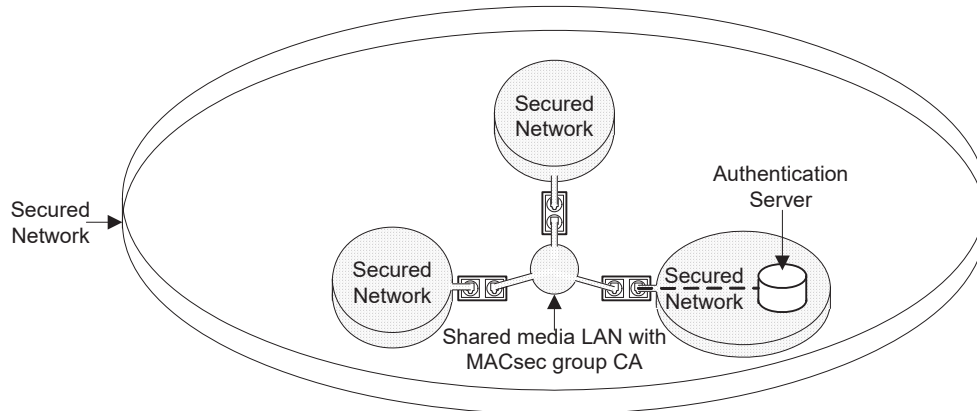 Secured
Network
Authentication
Server
Secured
Network
Secured
Network
Secured
Network
Shared media LAN with
MACsec group CA